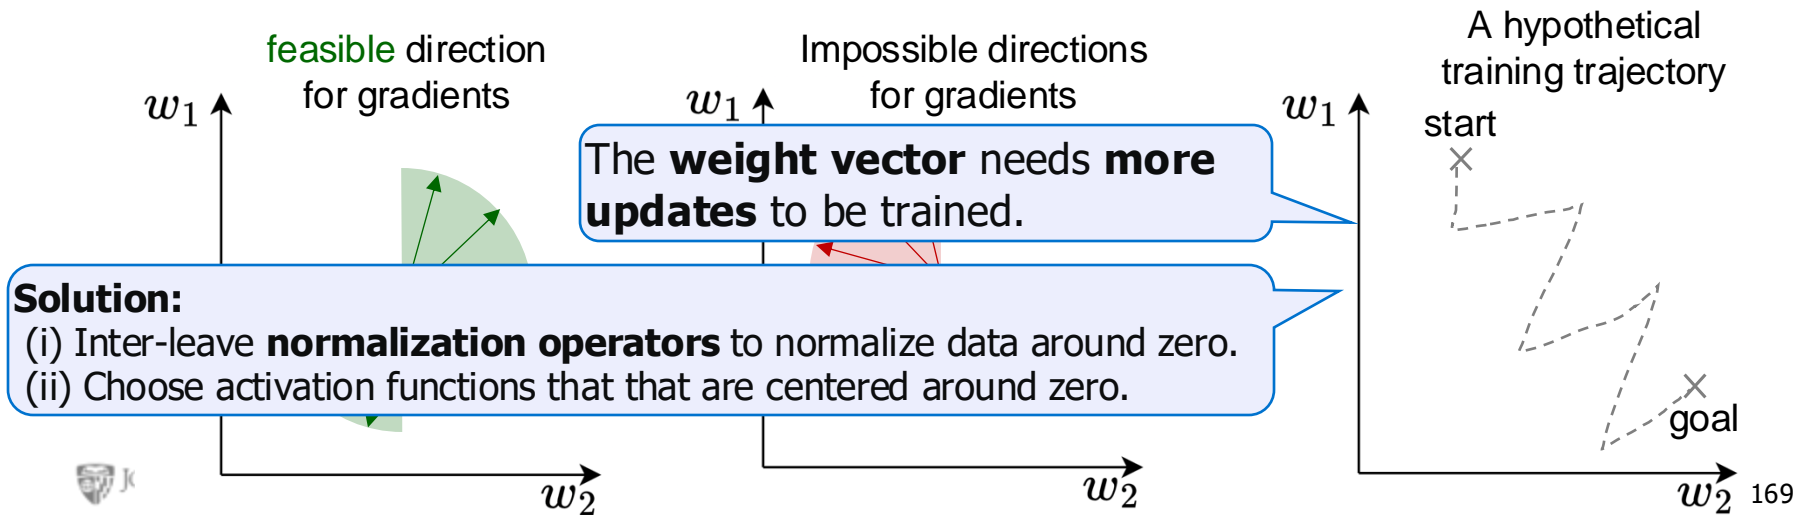 feasible direction
for gradients
w1
w2
Impossible directions
for gradients
w1
w2
A hypothetical
training trajectory
w1
start
goal
w2
The weight vector needs more
updates to be trained.
Solution:
(i) Inter-leave normalization operators to normalize data around zero.
(ii) Choose activation functions that that are centered around zero.
169